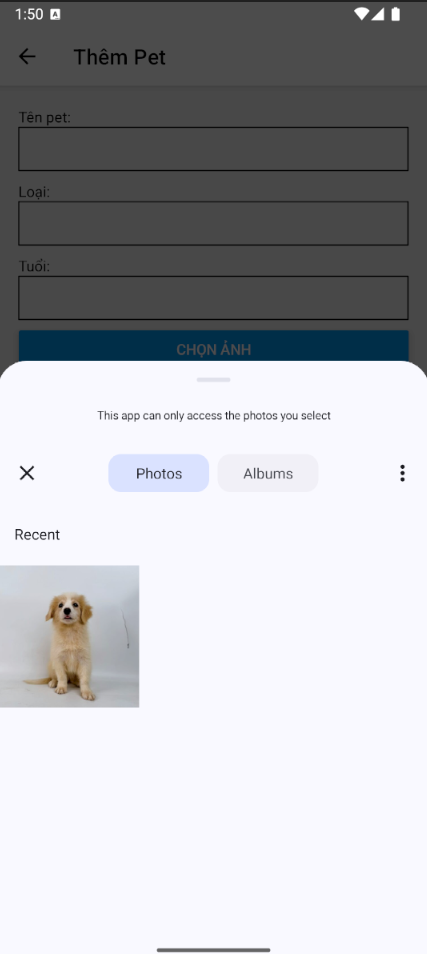 1:50 A
Thêm Pet
Tên pet:
Loại:
Tuổi:
CHỌN ẢNH
This app can only access the photos you select
Photos Albums
Recent